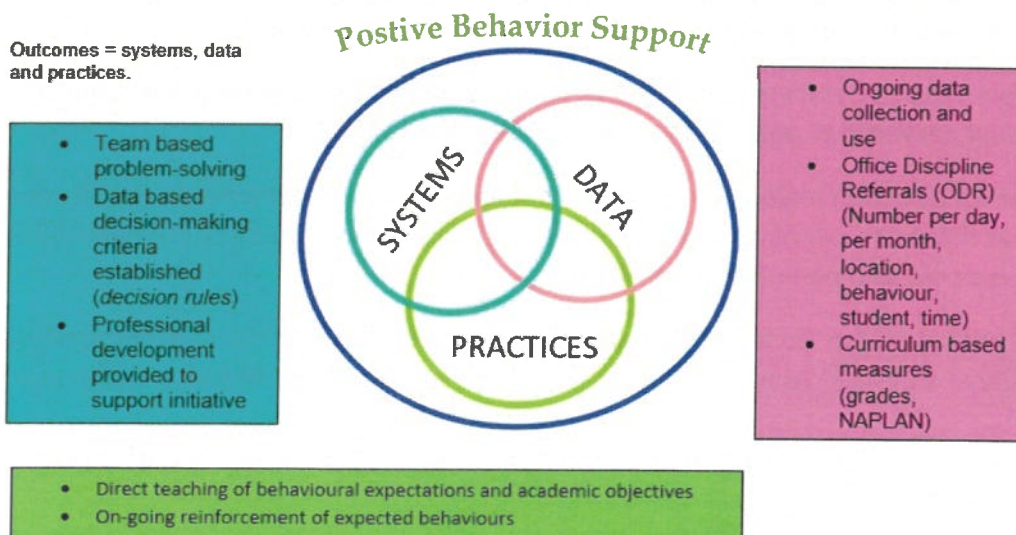 Postive Behavior Support
Outcomes = systems, data
and practices.
• Team based
problem-solving
• Data based
decision-making
criteria
established
(decision rules)
• Professional
development
provided to
support initiative
SYSTEMS
DATA
PRACTICES
• Ongoing data
collection and
use
• Office Discipline
Referrals (ODR)
(Number per day,
per month,
location,
behaviour,
student, time)
• Curriculum based
measures
(grades,
NAPLAN)
• Direct teaching of behavioural expectations and academic objectives
• On-going reinforcement of expected behaviours